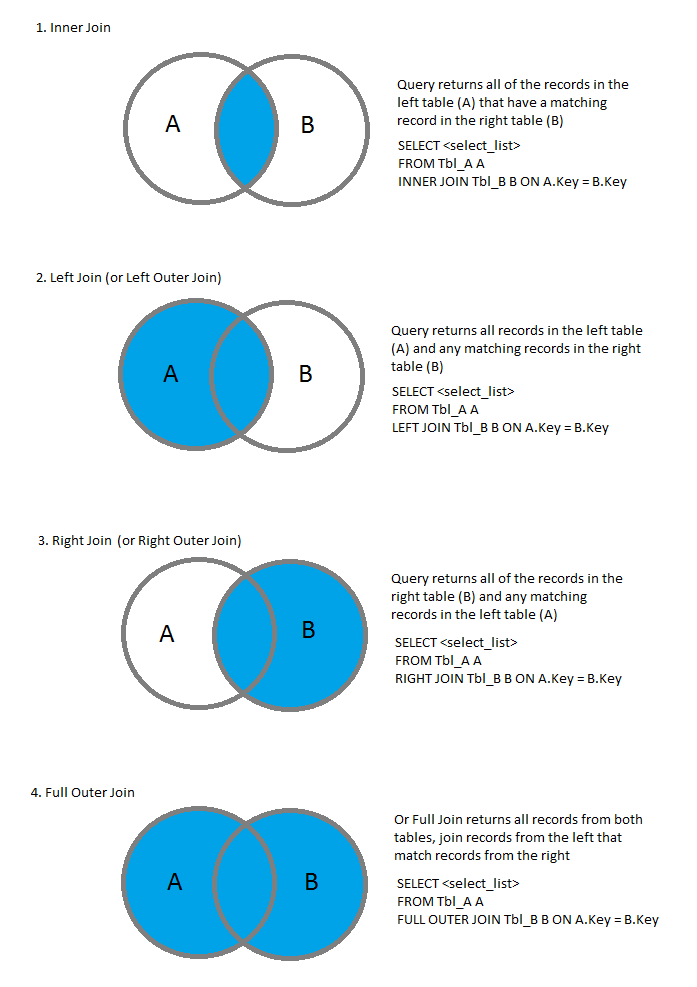 1. Inner Join
A
B
Query returns all of the records in the
left table (A) that have a matching
record in the right table (B)
SELECT <select_list>
FROM Tbl_A A
INNER JOIN Tbl_B B ON A.Key = B.Key
2. Left Join (or Left Outer Join)
A
B
Query returns all records in the left table
(A) and any matching records in the right
table (B)
SELECT <select_list>
FROM Tbl_A A
LEFT JOIN Tbl_B B ON A.Key = B.Key
3. Right Join (or Right Outer Join)
A
B
Query returns all of the records in the
right table (B) and any matching
records in the left table (A)
SELECT <select_list>
FROM Tbl_A A
RIGHT JOIN Tbl_B B ON A.Key = B.Key
4. Full Outer Join
A
B
Or Full Join returns all records from both
tables, join records from the left that
match records from the right
SELECT <select_list>
FROM Tbl_A A
FULL OUTER JOIN Tbl_B B ON A.Key = B.Key